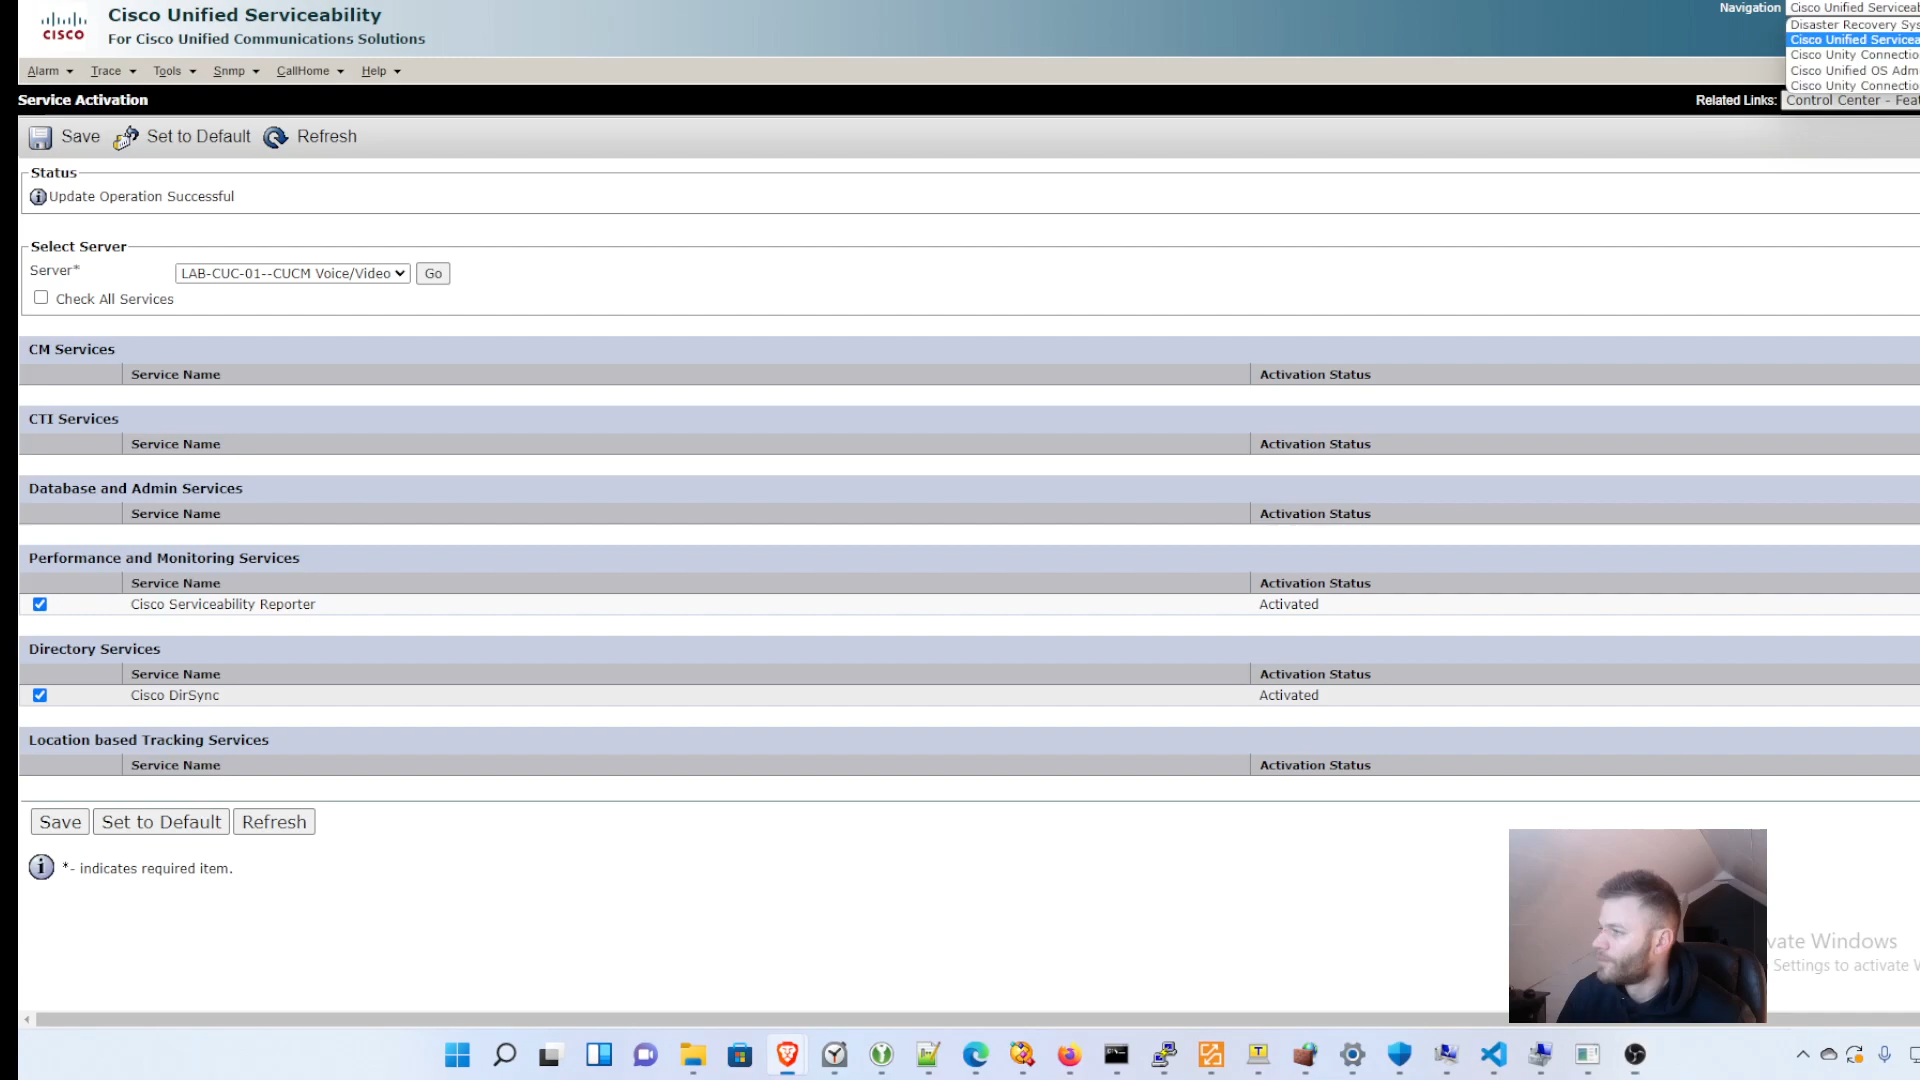 Cisco Unified Serviceability
For Cisco Unified Communications Solutions
CISCO
Navigation Cisco Unified Serviceab
Disaster Recovery Sys
Cisco Unified Servicea
Cisco Unity Connectio
Cisco Unified OS Adm
Cisco Unity Connectio
Alarm Trace Tools Snmp CallHome Help
Service Activation
Related Links: Control Center - Feat
Save Set to Default Refresh
Status
Update Operation Successful
Select Server
Server* LAB-CUC-01--CUCM Voice/Video Go
Check All Services
CM Services
Service Name Activation Status
CTI Services
Service Name Activation Status
Database and Admin Services
Service Name Activation Status
Performance and Monitoring Services
Service Name Activation Status
Cisco Serviceability Reporter Activated
Directory Services
Service Name Activation Status
Cisco DirSync Activated
Location based Tracking Services
Service Name Activation Status
Save Set to Default Refresh
*- indicates required item.
vate Windows
Settings to activate W